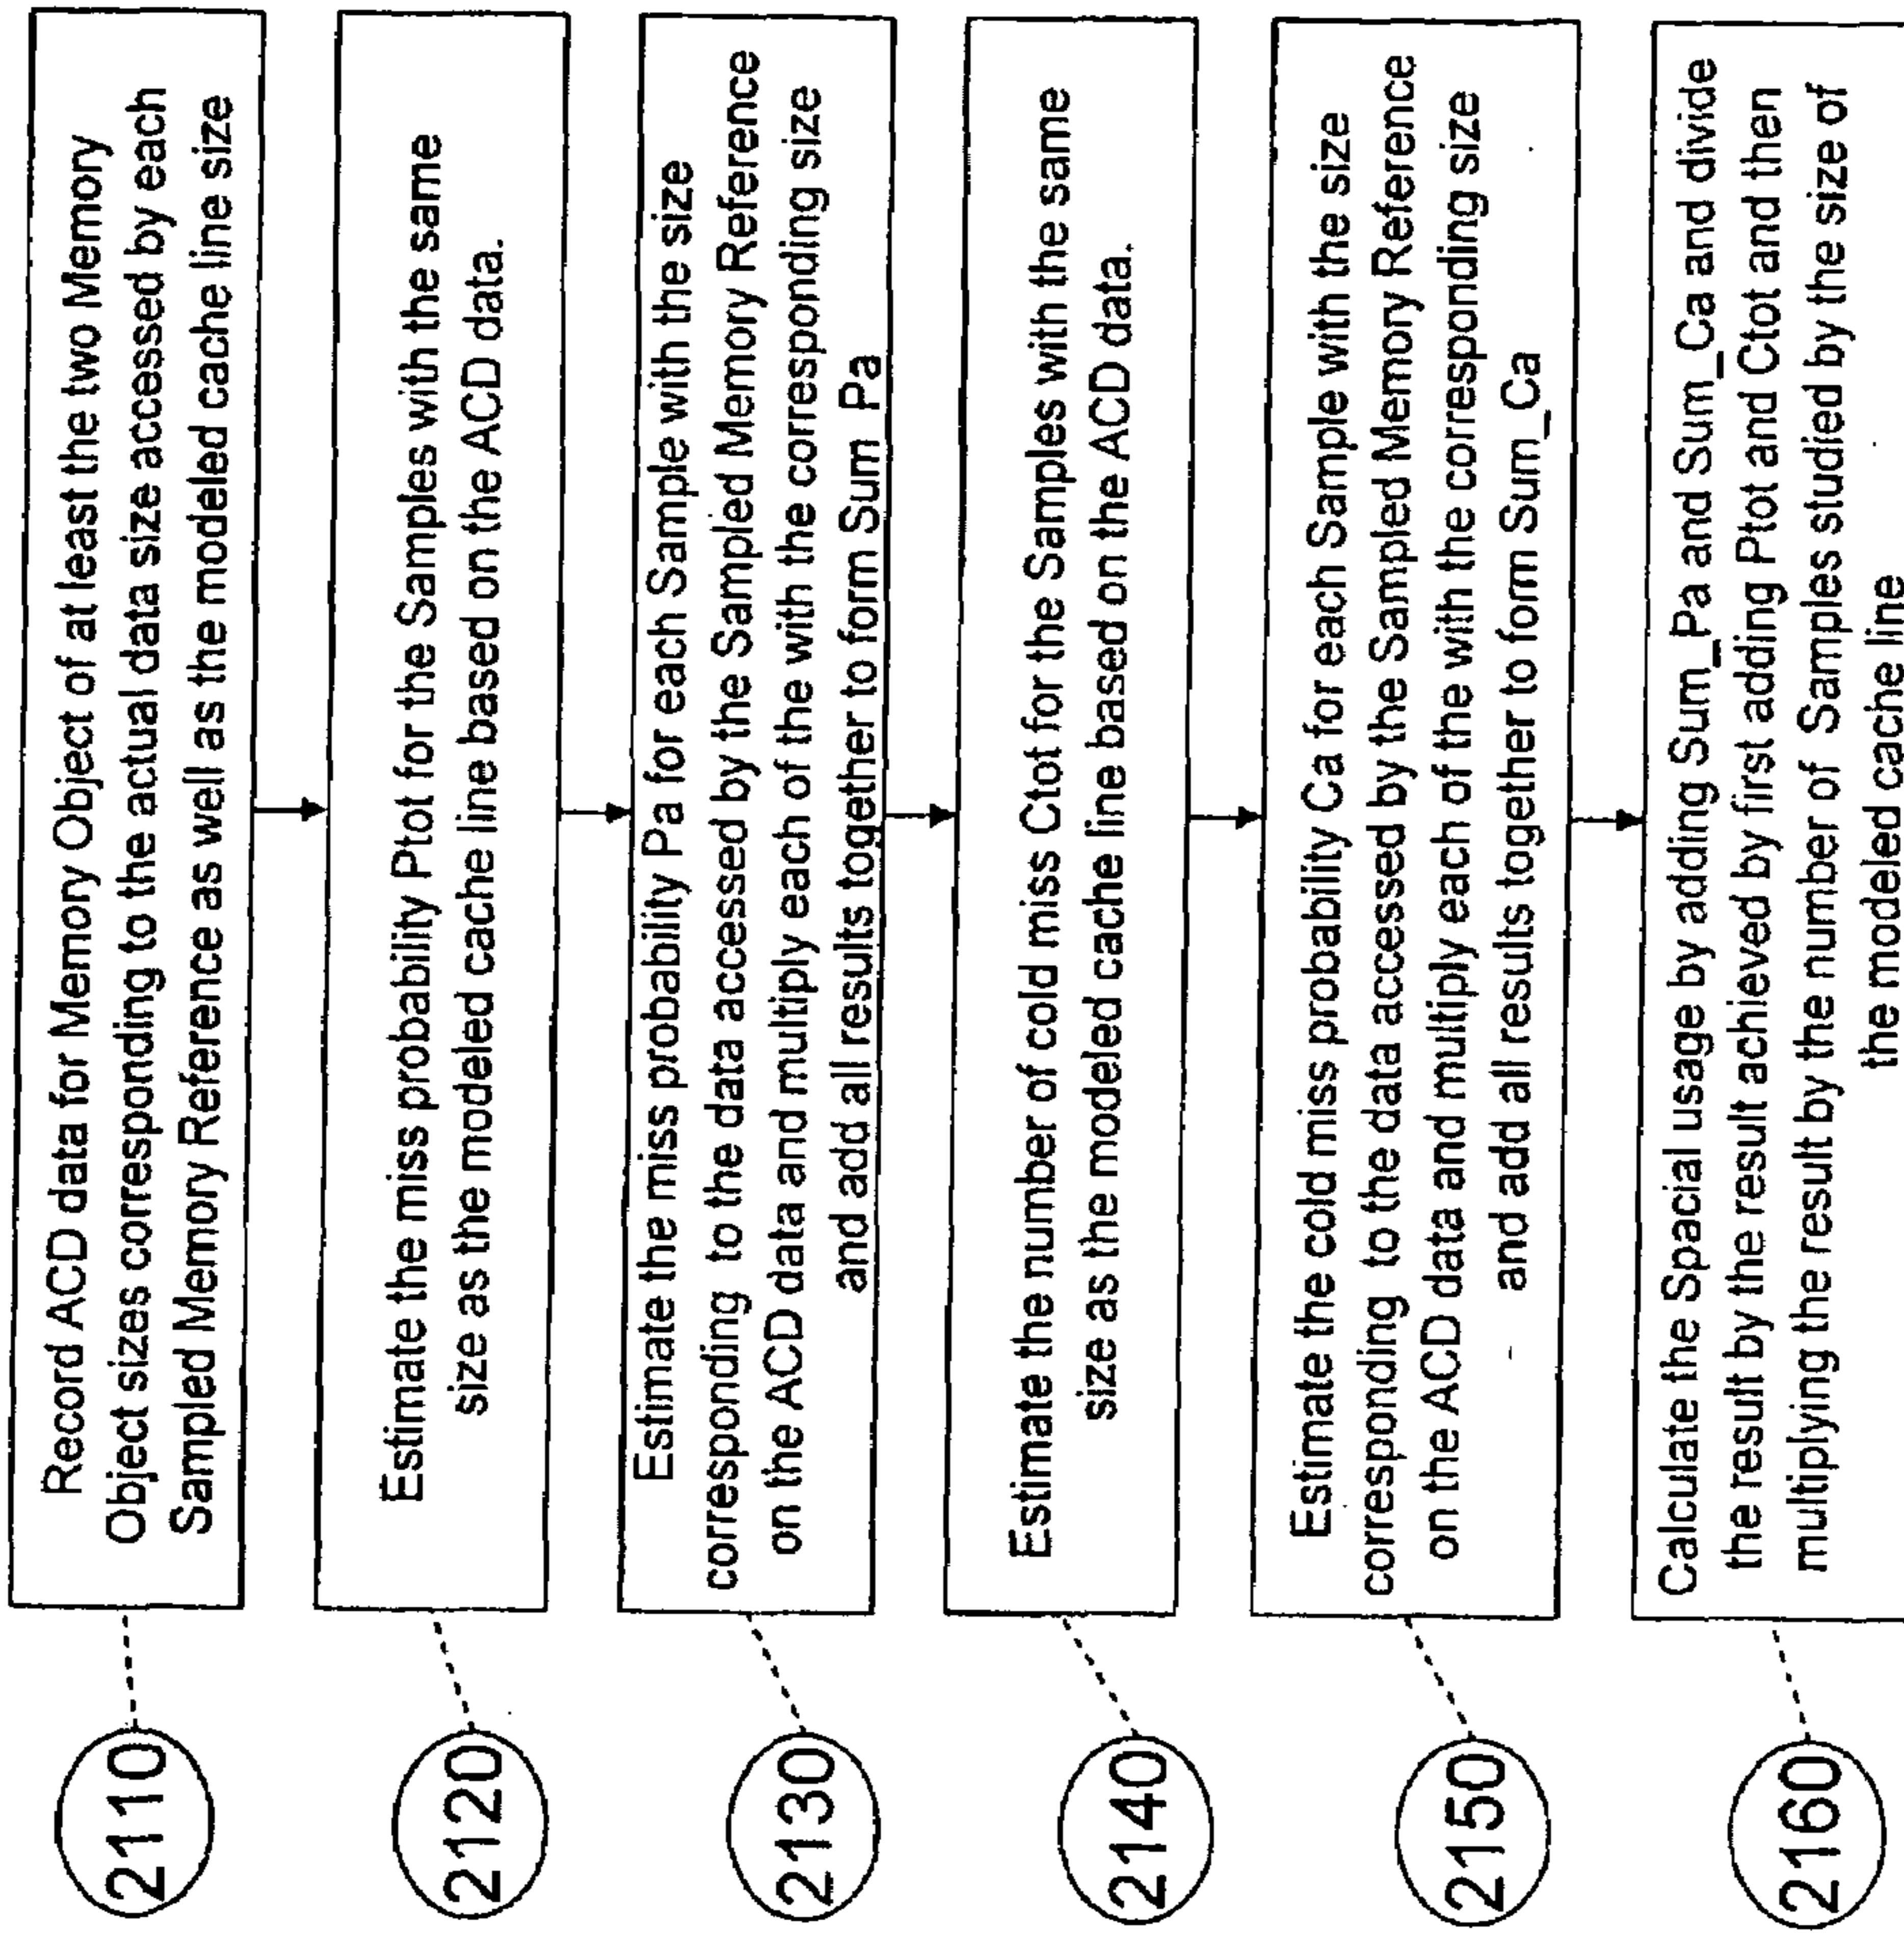 2110
Record ACD data for Memory Object of at least the two Memory
Object sizes corresponding to the actual data size accessed by each
Sampled Memory Reference as well as the modeled cache line size
2120
Estimate the miss probability Ptot for the Samples with the same
size as the modeled cache line based on the ACD data.
2130
Estimate the miss probability Pa for each Sample with the size
corresponding to the data accessed by the Sampled Memory Reference
on the ACD data and multiply each of the with the corresponding size
and add all results together to form Sum_Pa
2140
Estimate the number of cold miss Ctot for the Samples with the same
size as the modeled cache line based on the ACD data.
2150
Estimate the cold miss probability Ca for each Sample with the size
corresponding to the data accessed by the Sampled Memory Reference
on the ACD data and multiply each of the with the corresponding size
and add all results together to form Sum_Ca
2160
Calculate the Spacial usage by adding Sum_Pa and Sum_Ca and divide
the result by the result achieved by first adding Ptot and Ctot and then
multiplying the result by the number of Samples studied by the size of
the modeled cache line